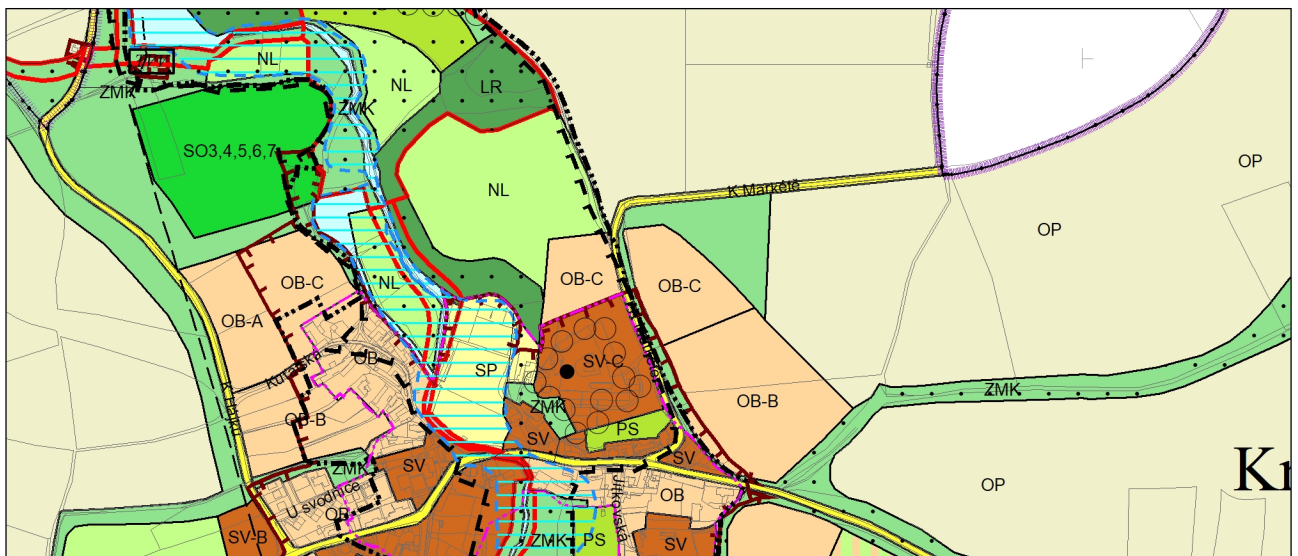 NL
ZMK
NL
LR
ZMK
SO3,4,5,6,7
NL
K Markétě
OP
OP
OB-C
NL
OB-C
OB-C
OB-A
OB
SP
SV-C
ZMK
OB-B
OB-B
ZMK
PS
SV
SV
ZMK
SV
U svodnice
OB
OB
Jitkovská
OP
Kr
SV-B
ZMK
PS
SV